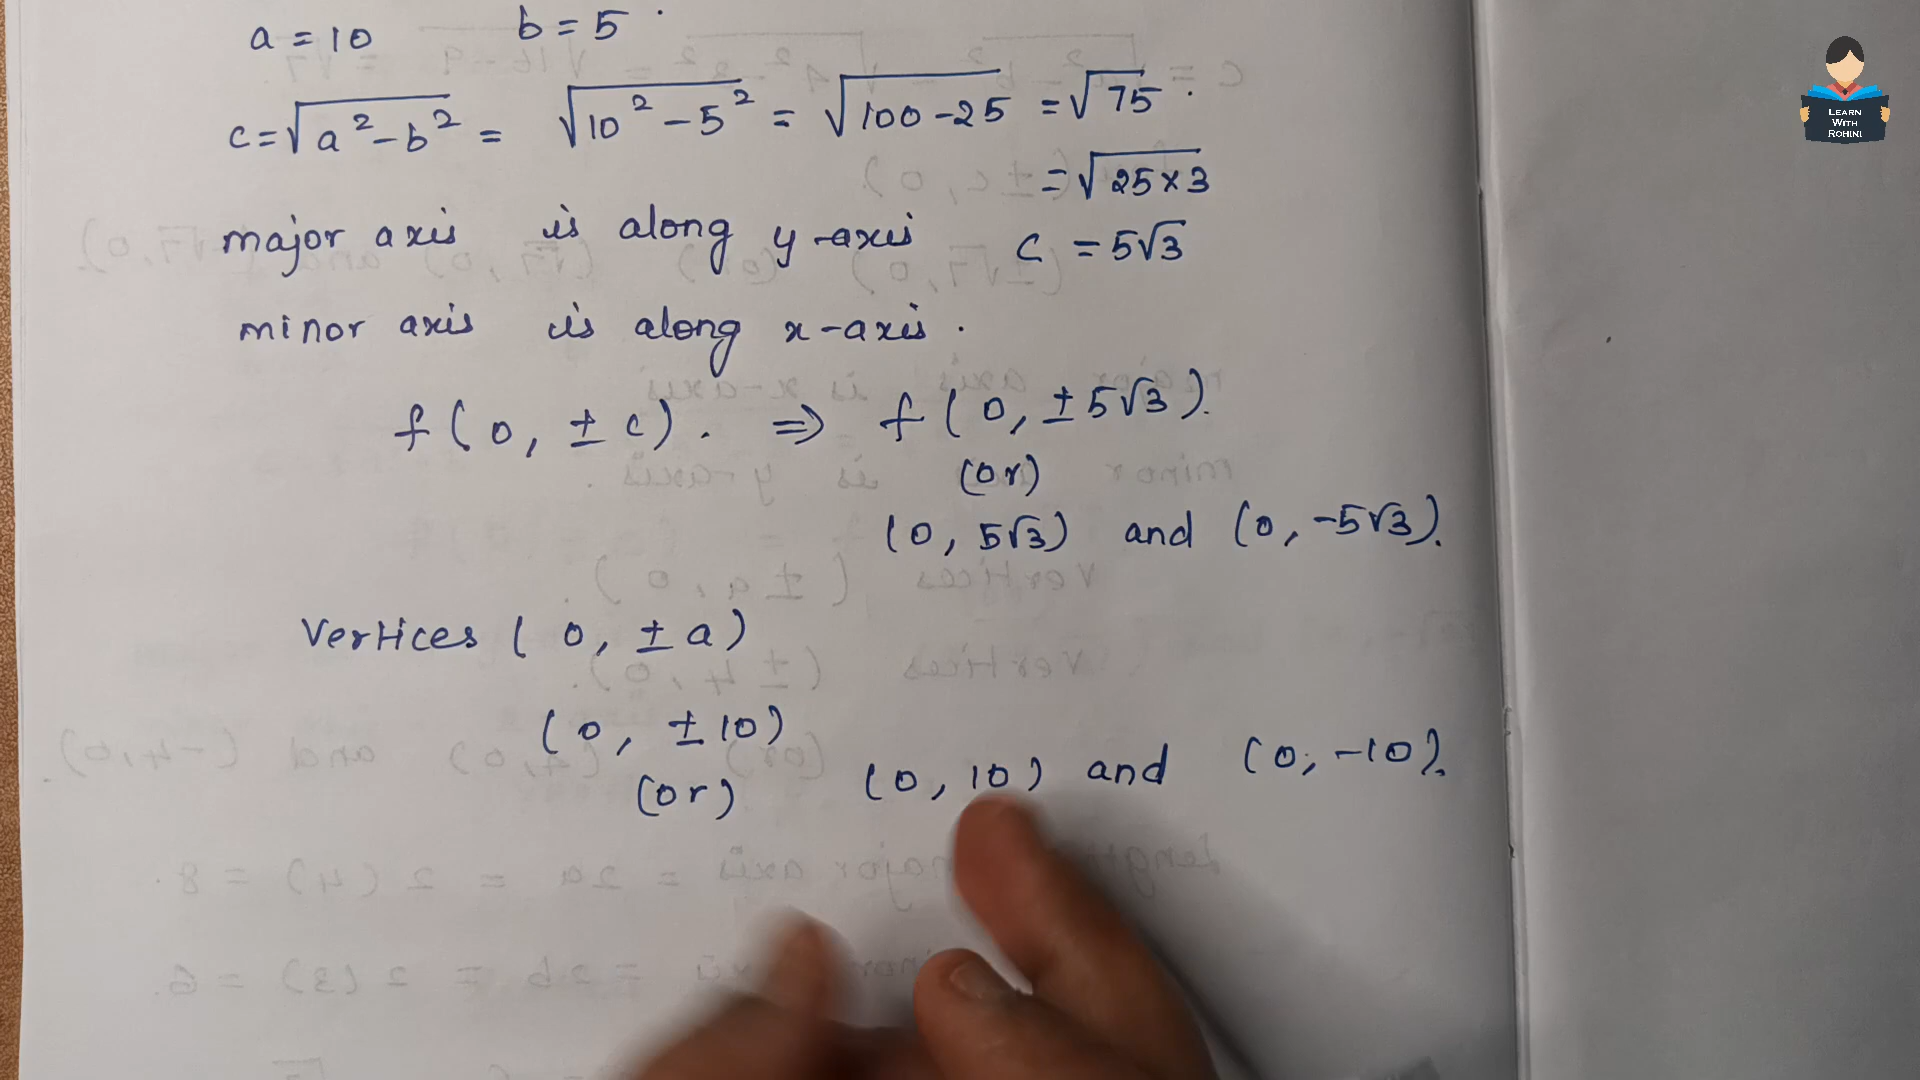 a = 10 b = 5
c = √a² - b² = √10² - 5² = √100 - 25 = √75
= √25 × 3
major axis is along y-axis c = 5√3
minor axis is along x-axis.
f(0, ± c). ⇒ f(0, ± 5√3).
(or)
(0, 5√3) and (0, -5√3).
Vertices (0, ± a)
(0, ± 10)
(or) (0, 10) and (0, -10).
LEARN
WITH
ROHINI